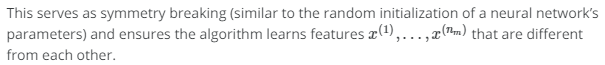 This serves as symmetry breaking (similar to the random initialization of a neural network's
parameters) and ensures the algorithm learns features x⁽¹⁾, . . . , x⁽ⁿₘ⁾ that are different
from each other.